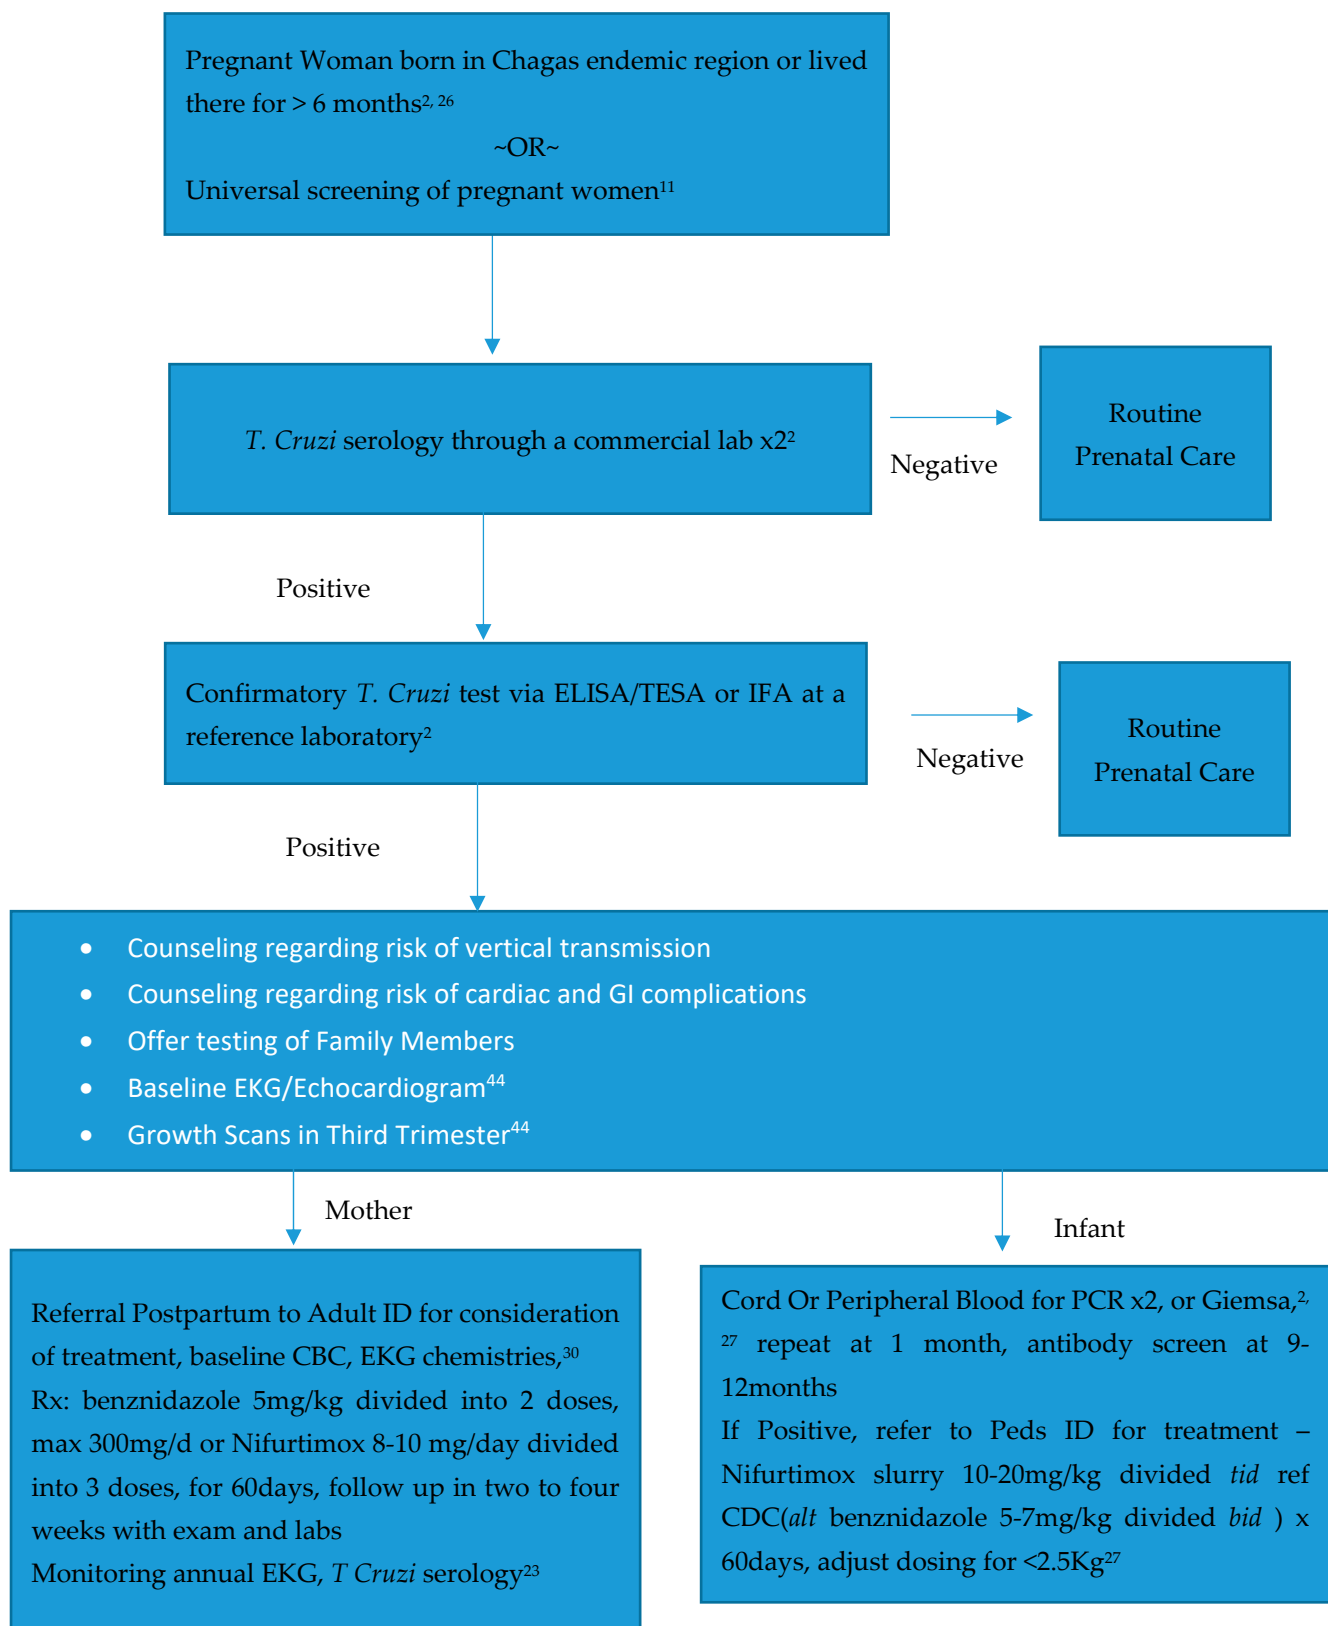 Pregnant Woman born in Chagas endemic region or lived
there for > 6 months², ²⁶
~OR~
Universal screening of pregnant women¹¹
T. Cruzi serology through a commercial lab x2²
Negative
Routine
Prenatal Care
Positive
Confirmatory T. Cruzi test via ELISA/TESA or IFA at a
reference laboratory²
Negative
Routine
Prenatal Care
Positive
• Counseling regarding risk of vertical transmission
• Counseling regarding risk of cardiac and GI complications
• Offer testing of Family Members
• Baseline EKG/Echocardiogram⁴⁴
• Growth Scans in Third Trimester⁴⁴
Mother
Infant
Referral Postpartum to Adult ID for consideration
of treatment, baseline CBC, EKG chemistries,³⁰
Rx: benznidazole 5mg/kg divided into 2 doses,
max 300mg/d or Nifurtimox 8-10 mg/day divided
into 3 doses, for 60days, follow up in two to four
weeks with exam and labs
Monitoring annual EKG, T Cruzi serology²³
Cord Or Peripheral Blood for PCR x2, or Giemsa,²,
²⁷ repeat at 1 month, antibody screen at 9-
12months
If Positive, refer to Peds ID for treatment –
Nifurtimox slurry 10-20mg/kg divided tid ref
CDC(alt benznidazole 5-7mg/kg divided bid ) x
60days, adjust dosing for <2.5Kg²⁷